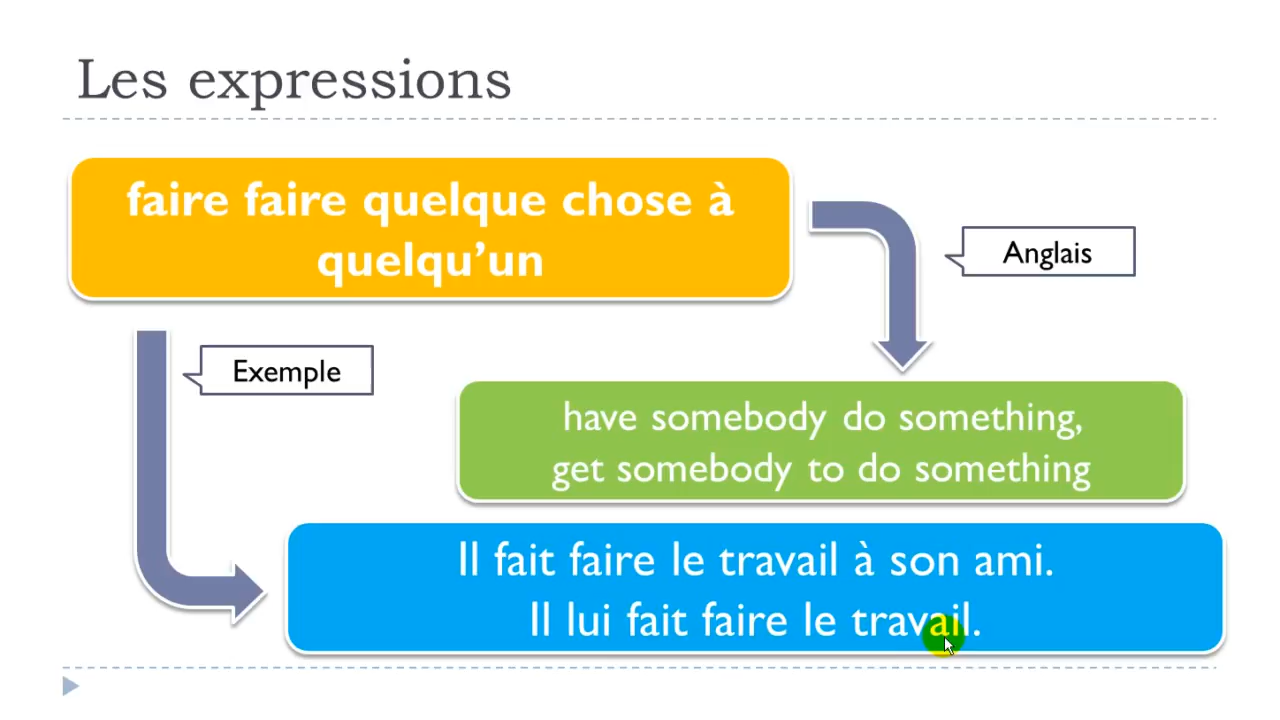 Les expressions
faire faire quelque chose à
quelqu’un
Anglais
Exemple
have somebody do something,
get somebody to do something
Il fait faire le travail à son ami.
Il lui fait faire le travail.